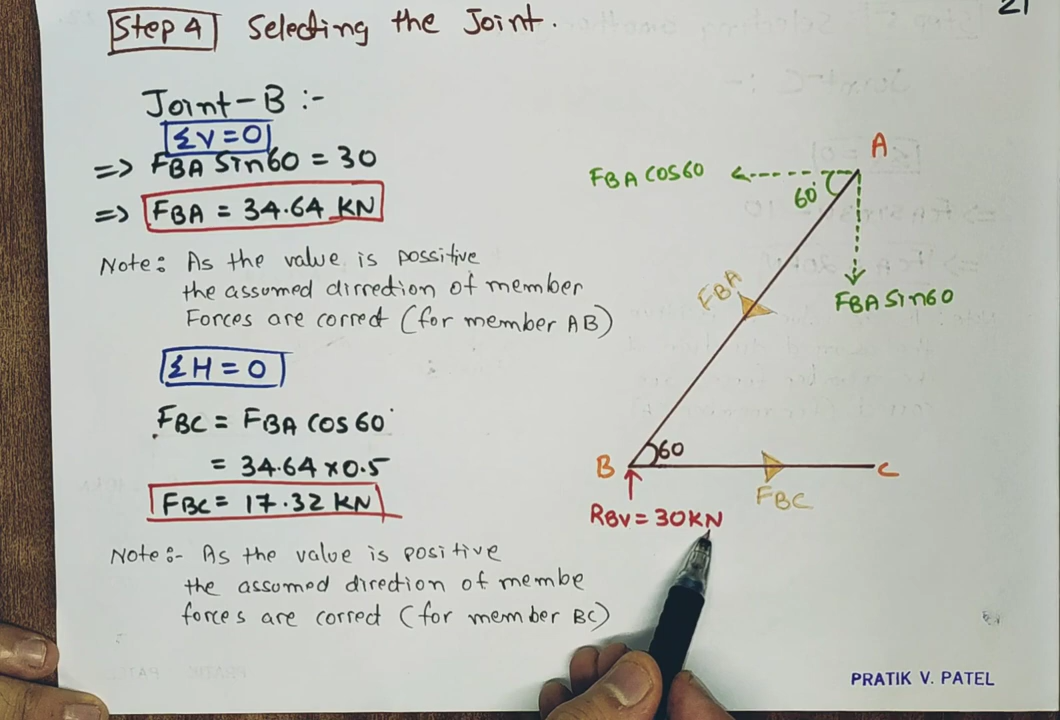 21
Step 4 Selecting the Joint.
Joint-B :-
ΣV=0
=> FBA Sin60 = 30
=> FBA = 34.64 KN
Note: As the value is possitive
the assumed dirrection of member
Forces are correct (for member AB)
ΣH=0
FBC = FBA cos60°
= 34.64 x0.5
FBC = 17.32 KN
Note:- As the value is positive
the assumed direction of membe
forces are correct (for member BC)
A
FBA COS60
60°
FBA
FBA Sin60
B
60
C
FBC
RBV = 30KN
PRATIK V. PATEL